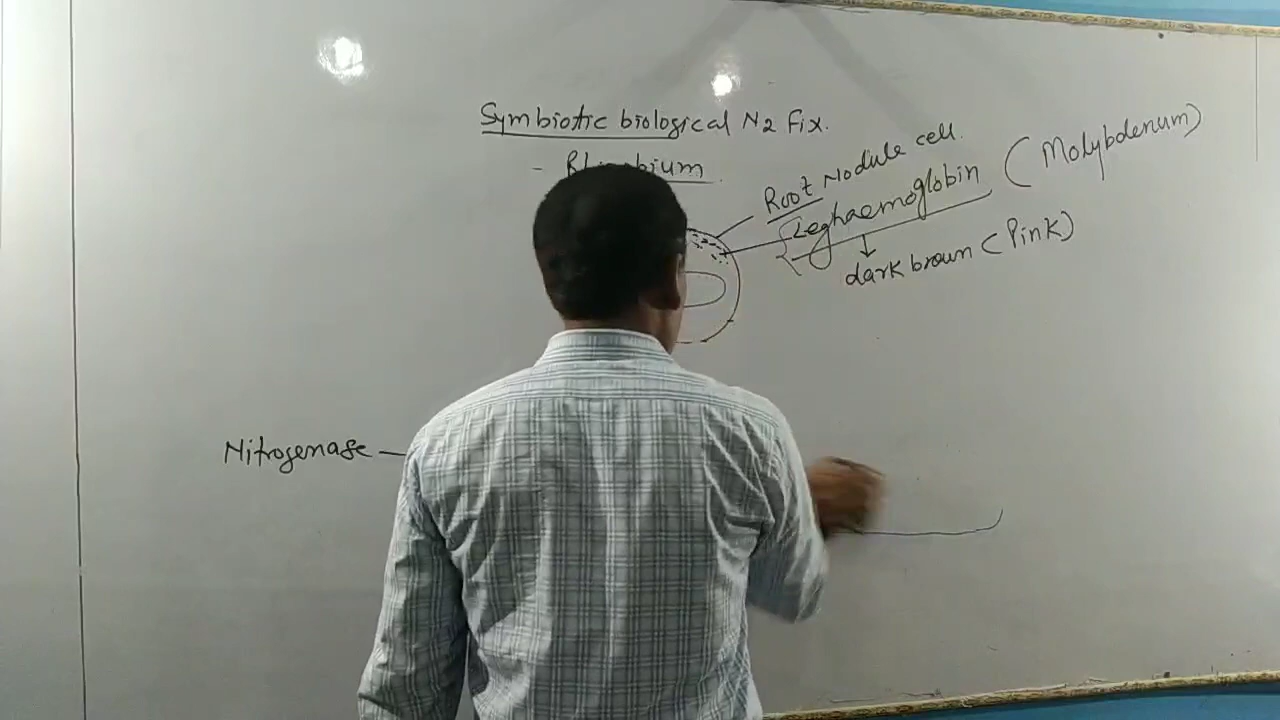 Symbiotic biological N2 Fix.
-
Root Nodule cell.
Leghaemoglobin (Molybdenum)
dark brown (Pink)
Nitrogenase —